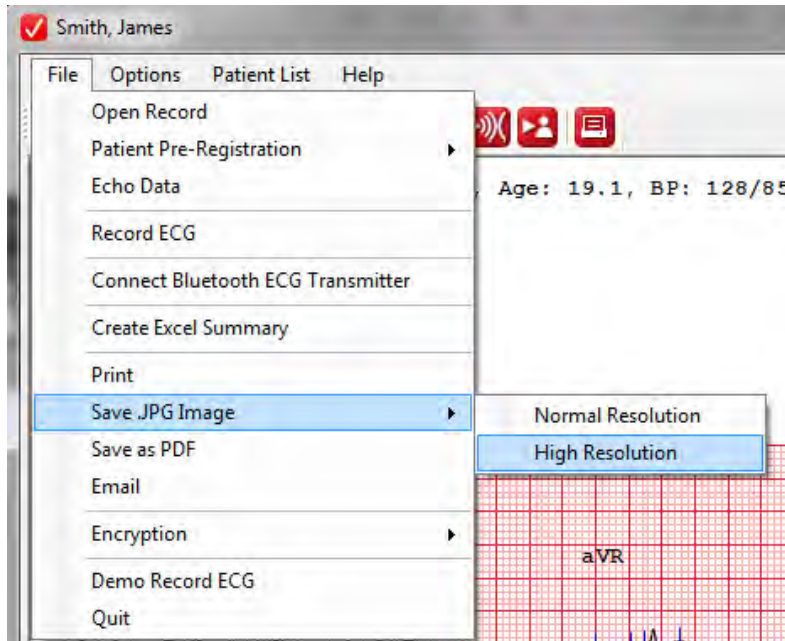 Smith, James
File Options Patient List Help
Open Record
Patient Pre-Registration
Echo Data
, Age: 19.1, BP: 128/85
Record ECG
Connect Bluetooth ECG Transmitter
Create Excel Summary
Print
Save .JPG Image
Normal Resolution
Save as PDF
High Resolution
Email
Encryption
aVR
Demo Record ECG
Quit